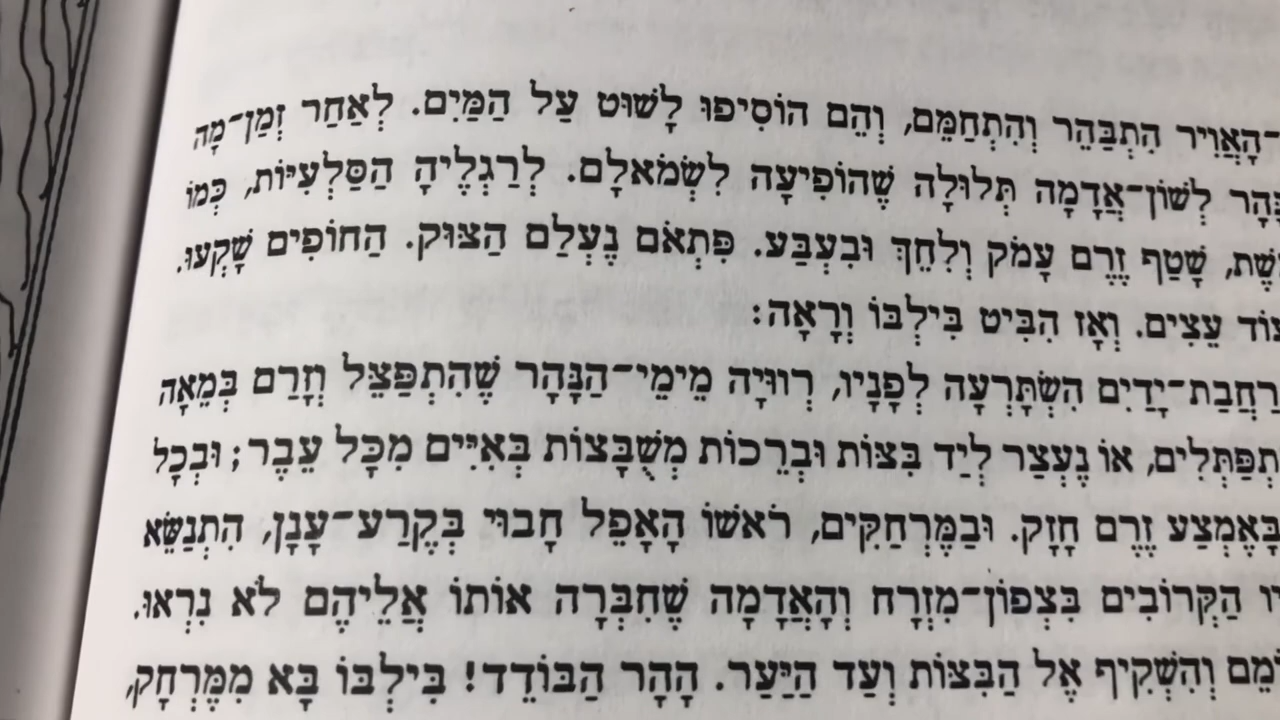 הָאֲוִיר הִתְבַּהֵר וְהִתְחַמֵּם, וְהֵם הוֹסִיפוּ לָשׁוּט עַל הַמַּיִם. לְאַחַר זְמַן־מָה
לְשׁוֹן־אֲדָמָה תְּלוּלָה שֶׁהוֹפִיעָה לִשְׂמֹאלָם. לְרַגְלֶיהָ הַסַּלְעִיּוֹת, כְּמוֹ
שָׁטַף זֶרֶם עָמֹק וְלִחֵךְ וּבִעְבַּע. פִּתְאֹם נֶעְלַם הַצּוּק. הַחוֹפִים שָׁקְעוּ.
עֵצִים. וְאָז הִבִּיט בִּילְבּוֹ וְרָאָה:
רַחֲבַת־יָדַיִם הִשְׂתָּרְעָה לְפָנָיו, רְווּיָה מֵימֵי־הַנָּהָר שֶׁהִתְפַּצֵּל וְזָרַם בְּמֵאָה
אוֹ נֶעְצַר לְיַד בִּצּוֹת וּבְרֵכוֹת מְשֻׁבָּצוֹת בְּאִיִּים מִכָּל עֵבֶר; וּבְכָל
בָּאֶמְצַע זֶרֶם חָזָק. וּבַמֶּרְחַקִּים, רֹאשׁוֹ הָאָפֵל חָבוּי בְּקֶרַע־עָנָן, הִתְנַשֵּׂא
הַקְּרוֹבִים בִּצְפוֹן־מִזְרָח וְהָאֲדָמָה שֶׁחִבְּרָה אוֹתוֹ אֲלֵיהֶם לֹא נִרְאוּ.
וְהִשְׁקִיף אֶל הַבִּצּוֹת וְעַד הַיַּעַר. הָהָר הַבּוֹדֵד! בִּילְבּוֹ בָּא מִמֶּרְחָק,